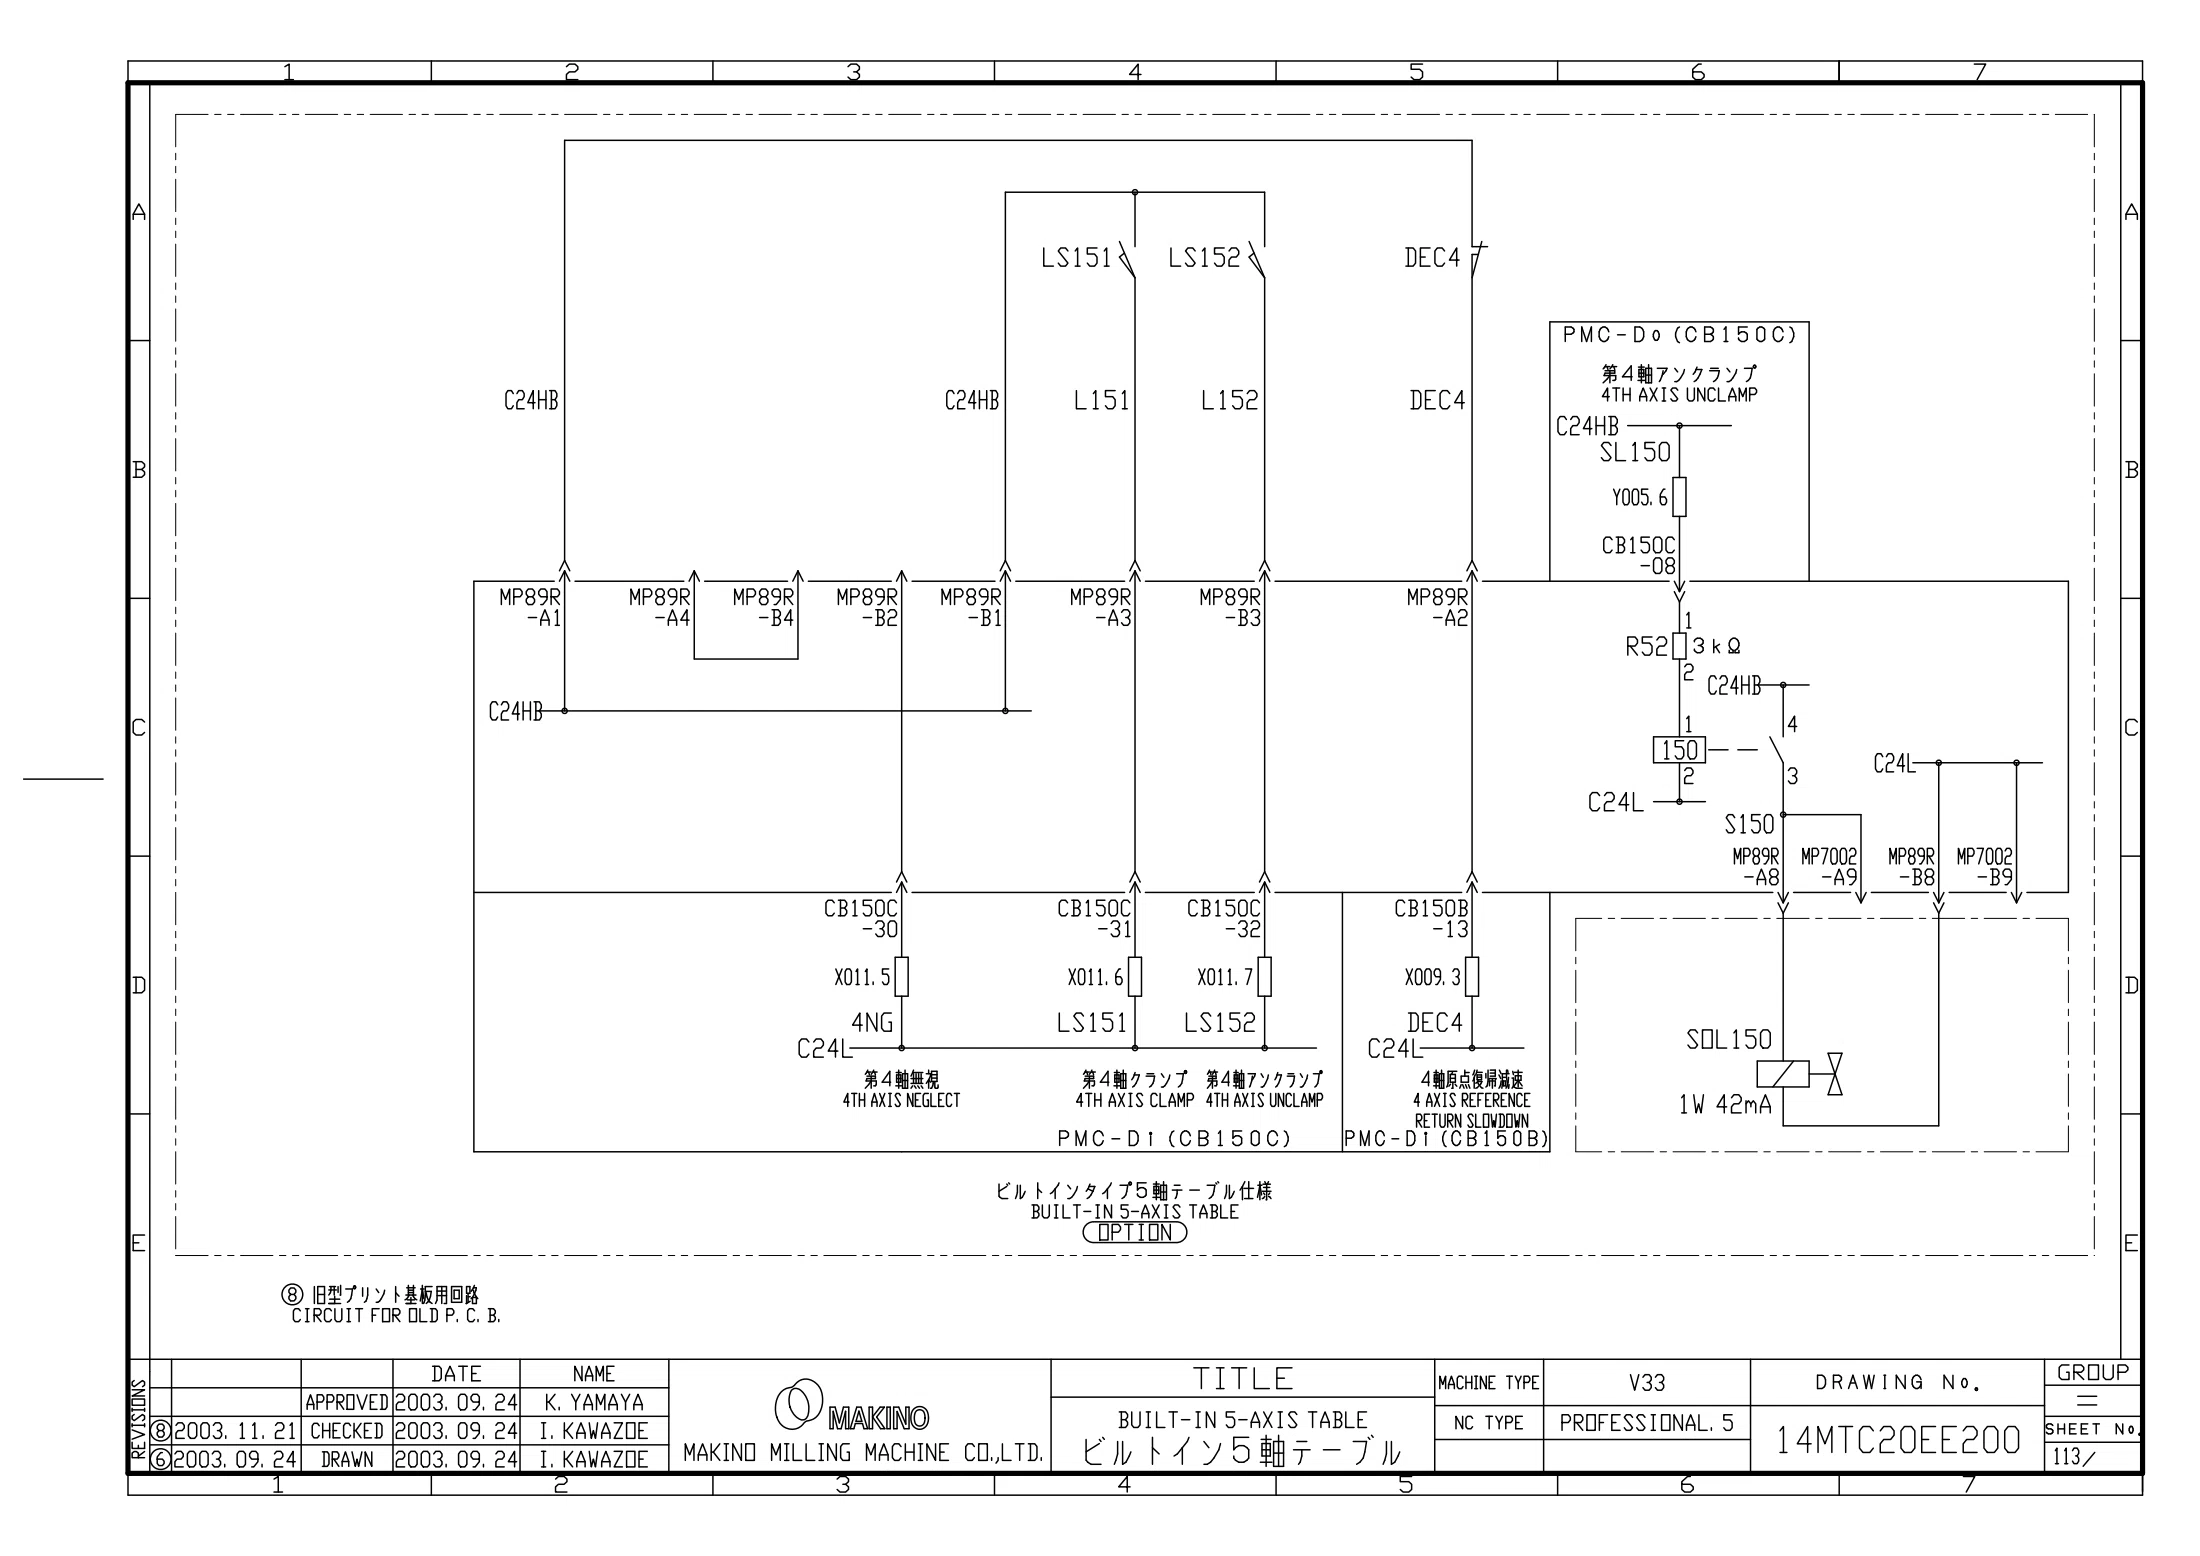 1 2 3 4 5 6 7
A A
LS151 LS152 DEC4
PMC-Do(CB150C)
第4軸アンクランプ
4TH AXIS UNCLAMP
C24HB C24HB L151 L152 DEC4
C24HB
SL150
B B
Y005.6
CB150C
-08
MP89R MP89R MP89R MP89R MP89R MP89R MP89R MP89R
-A1 -A4 -B4 -B2 -B1 -A3 -B3 -A2
1
R52 3kΩ
2
C24HB
C24HB
C C
1 4
150
2 3
C24L
C24L
S150
MP89R MP7002 MP89R MP7002
-A8 -A9 -B8 -B9
CB150C CB150C CB150C CB150B
-30 -31 -32 -13
X011.5 X011.6 X011.7 X009.3
D D
4NG LS151 LS152 DEC4
C24L C24L
SOL150
1W 42mA
第4軸無視 第4軸クランプ 第4軸アンクランプ 4軸原点復帰減速
4TH AXIS NEGLECT 4TH AXIS CLAMP 4TH AXIS UNCLAMP 4 AXIS REFERENCE
RETURN SLOWDOWN
PMC-Di(CB150C) PMC-Di(CB150B)
ビルトインタイプ5軸テーブル仕様
BUILT-IN 5-AXIS TABLE
OPTION
E E
⑧ 旧型プリント基板用回路
CIRCUIT FOR OLD P.C.B.
REVISIONS
DATE NAME
APPROVED 2003.09.24 K.YAMAYA
⑧ 2003.11.21 CHECKED 2003.09.24 I.KAWAZOE
⑥ 2003.09.24 DRAWN 2003.09.24 I.KAWAZOE
MAKINO
MAKINO MILLING MACHINE CO.,LTD.
TITLE
BUILT-IN 5-AXIS TABLE
ビルトイン5軸テーブル
MACHINE TYPE V33
NC TYPE PROFESSIONAL.5
DRAWING No.
14MTC20EE200
GROUP
=
SHEET No.
113/
1 2 3 4 5 6 7